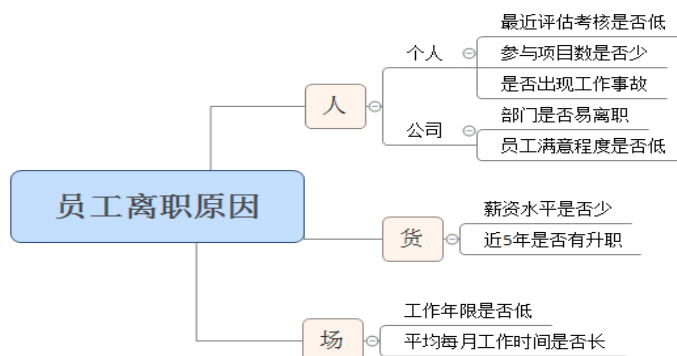 员工离职原因
人
个人
最近评估考核是否低
参与项目数是否少
是否出现工作事故
公司
部门是否易离职
员工满意程度是否低
货
薪资水平是否少
近5年是否有升职
场
工作年限是否低
平均每月工作时间是否长